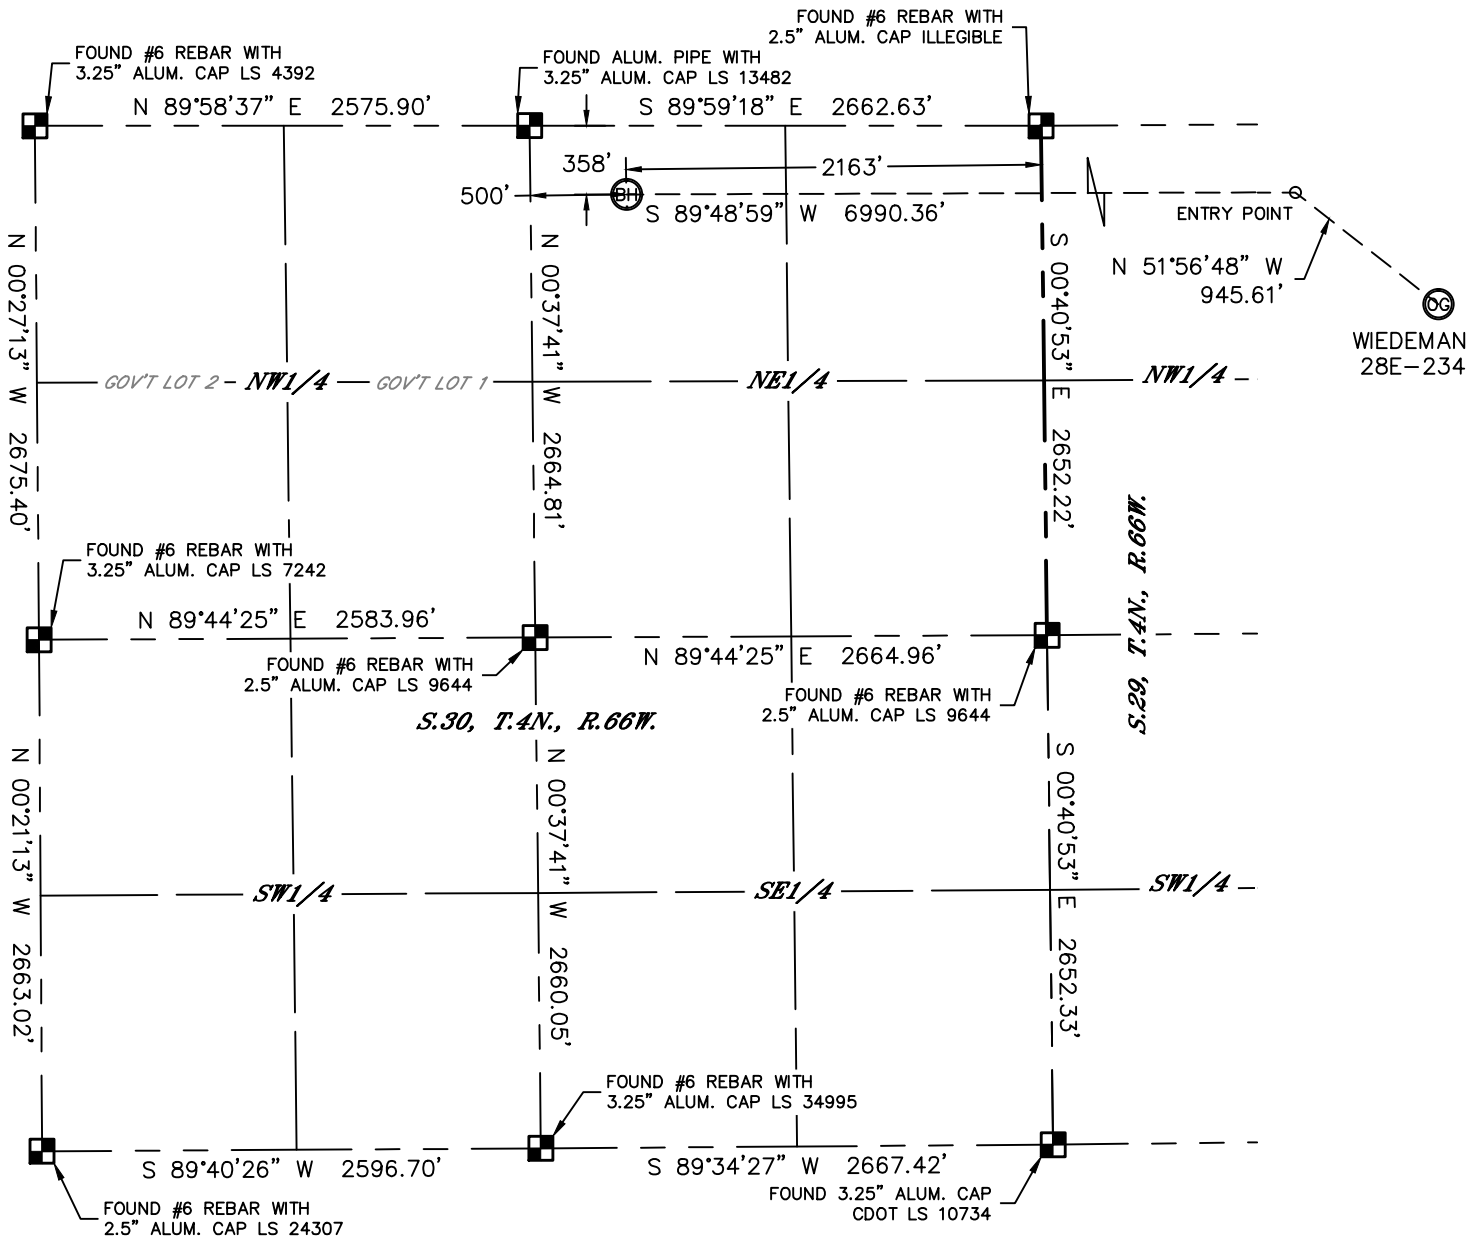 FOUND #6 REBAR WITH
2.5" ALUM. CAP ILLEGIBLE
FOUND #6 REBAR WITH
3.25" ALUM. CAP LS 4392
FOUND ALUM. PIPE WITH
3.25" ALUM. CAP LS 13482
N 89°58'37" E 2575.90'
S 89°59'18" E 2662.63'
358'
2163'
500'
BH
S 89°48'59" W 6990.36'
ENTRY POINT
N 51°56'48" W
945.61'
OG
WIEDEMAN
28E-234
N 00°27'13" W 2675.40'
N 00°37'41" W 2664.81'
S 00°40'53" E 2652.22'
GOV'T LOT 2
NW1/4
GOV'T LOT 1
NE1/4
NW1/4
S.29, T.4N., R.66W.
FOUND #6 REBAR WITH
3.25" ALUM. CAP LS 7242
N 89°44'25" E 2583.96'
FOUND #6 REBAR WITH
2.5" ALUM. CAP LS 9644
N 89°44'25" E 2664.96'
FOUND #6 REBAR WITH
2.5" ALUM. CAP LS 9644
S.30, T.4N., R.66W.
N 00°21'13" W 2663.02'
N 00°37'41" W 2660.05'
S 00°40'53" E 2652.33'
SW1/4
SE1/4
SW1/4
FOUND #6 REBAR WITH
3.25" ALUM. CAP LS 34995
S 89°40'26" W 2596.70'
S 89°34'27" W 2667.42'
FOUND 3.25" ALUM. CAP
CDOT LS 10734
FOUND #6 REBAR WITH
2.5" ALUM. CAP LS 24307